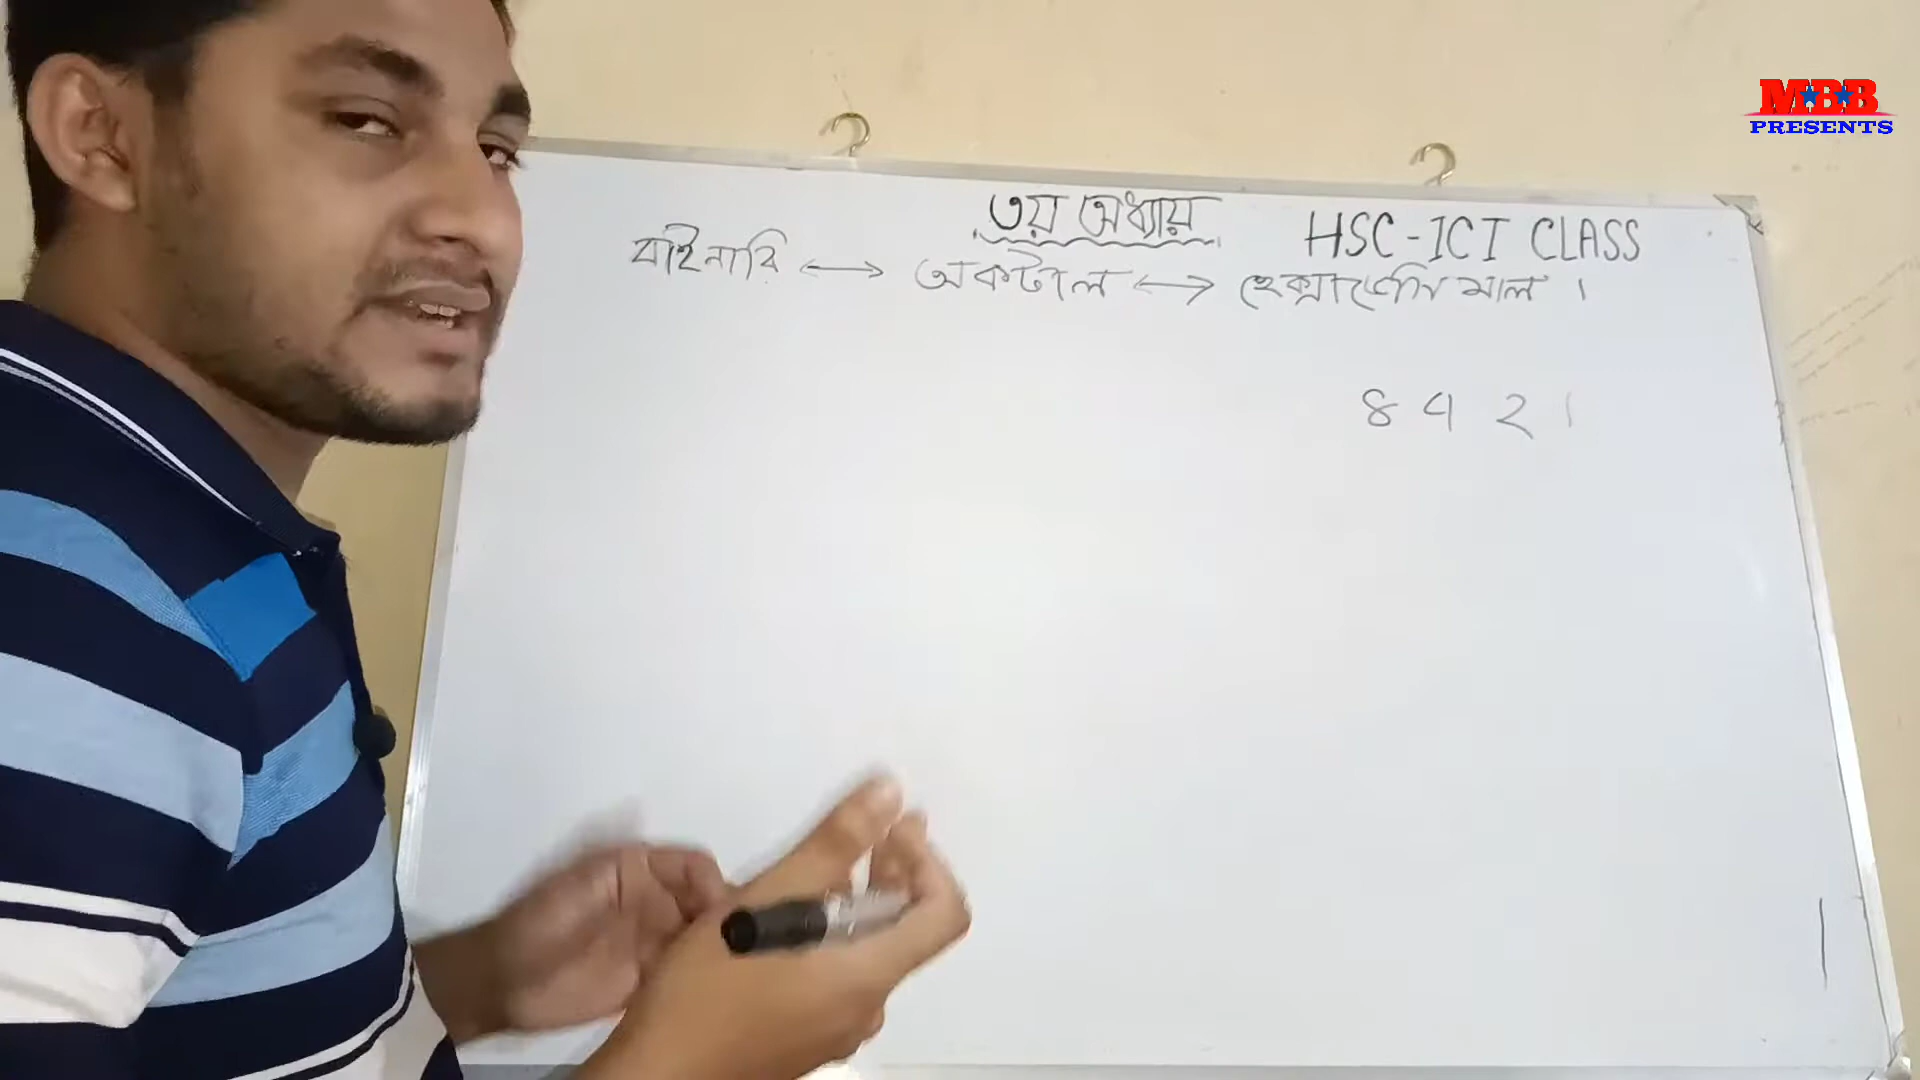 MBB
PRESENTS
৩য় অধ্যায়
HSC-ICT CLASS
বাইনারি ↔ অকটাল ↔ হেক্সাডেসিমাল ।
8 4 2 1